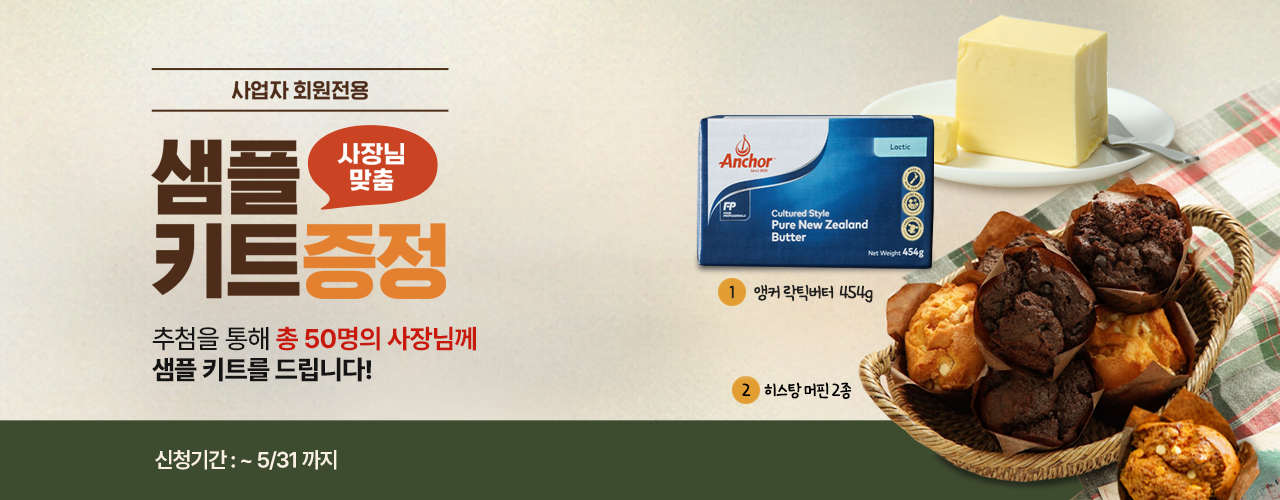 사업자 회원전용
샘플
사장님
맞춤
키트증정
추첨을 통해 총 50명의 사장님께
샘플 키트를 드립니다!
신청기간 : ~ 5/31 까지
Anchor
Lactic
FP
Cultured Style
Pure New Zealand
Butter
Net Weight 454g
1 앵커 락틱버터 454g
2 히스탕 머핀 2종